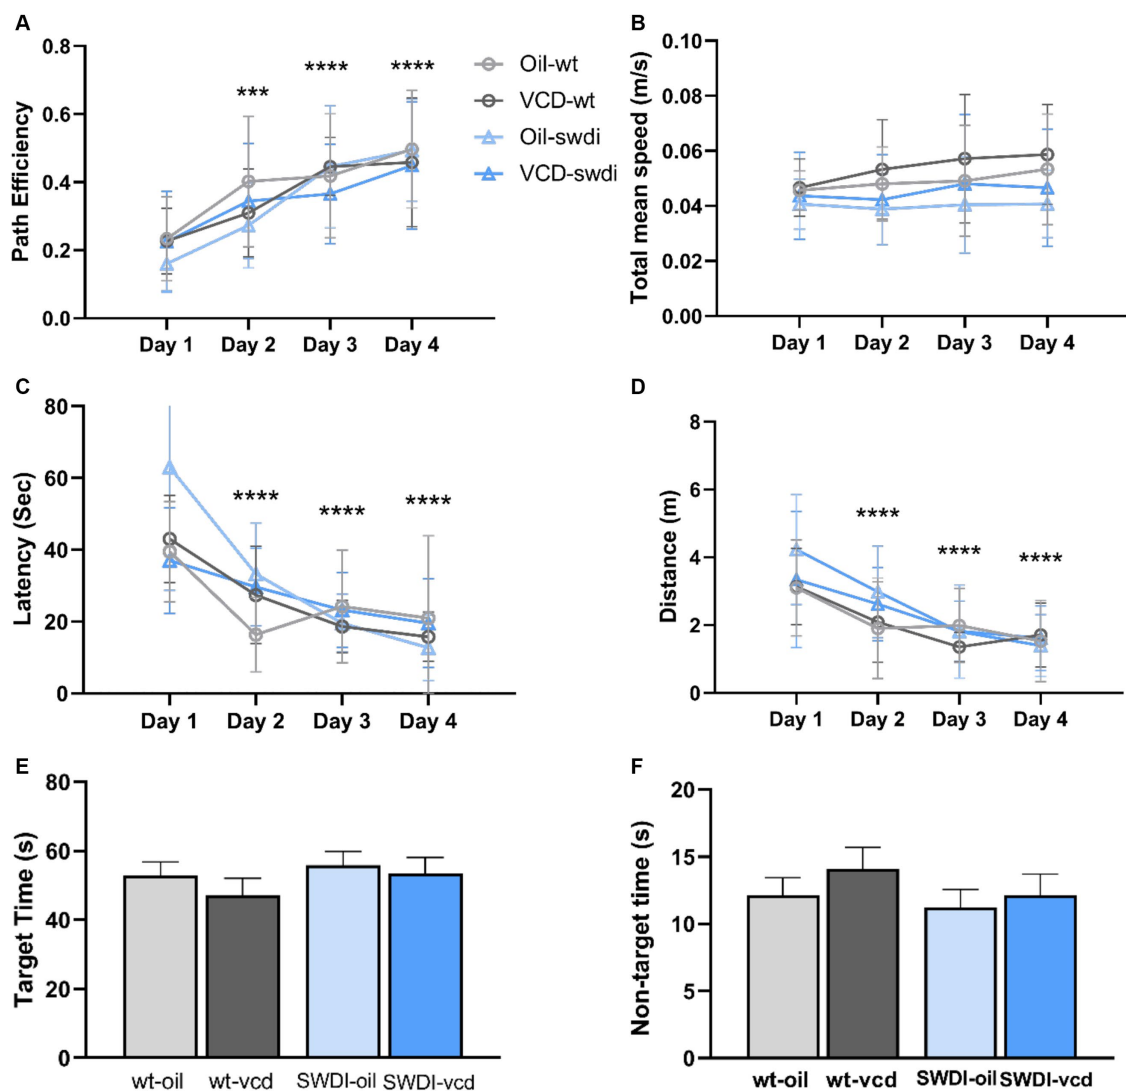 A
Path Efficiency
0.8
0.6
0.4
0.2
0.0
***
****
****
Day 1
Day 2
Day 3
Day 4
Oil-wt
VCD-wt
Oil-swdi
VCD-swdi
B
Total mean speed (m/s)
0.10
0.08
0.06
0.04
0.02
0.00
Day 1
Day 2
Day 3
Day 4
C
Latency (Sec)
80
60
40
20
0
****
****
****
Day 1
Day 2
Day 3
Day 4
D
Distance (m)
8
6
4
2
0
****
****
****
Day 1
Day 2
Day 3
Day 4
E
Target Time (s)
80
60
40
20
0
wt-oil
wt-vcd
SWDI-oil
SWDI-vcd
F
Non-target time (s)
20
15
10
5
0
wt-oil
wt-vcd
SWDI-oil
SWDI-vcd